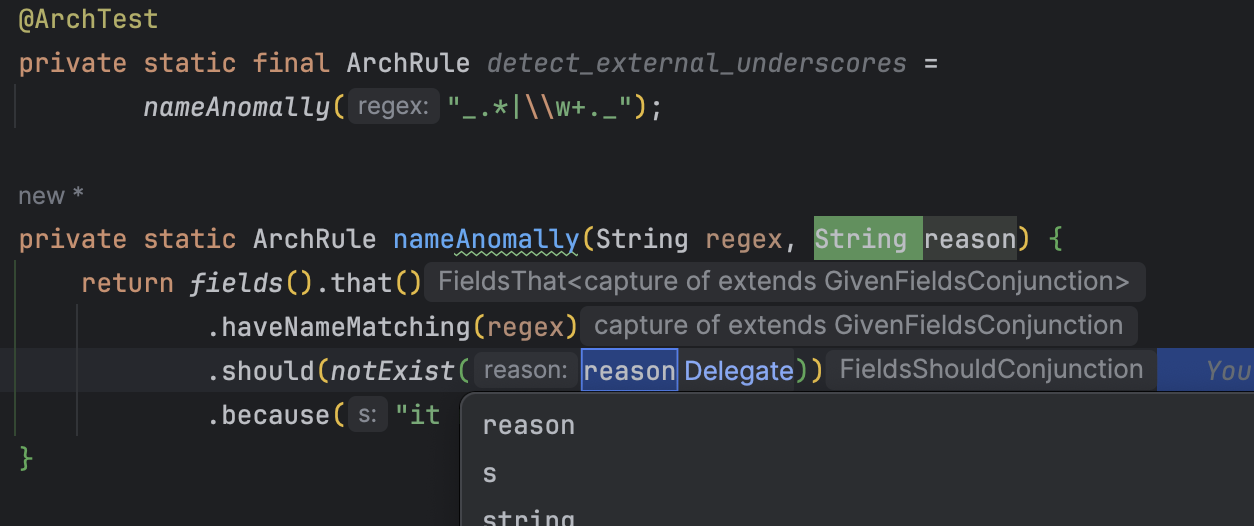 @ArchTest
private static final ArchRule detect_external_underscores =
nameAnomally( regex: "_.*|\\w+._");
new *
private static ArchRule nameAnomally(String regex, String reason) {
return fields().that() FieldsThat<capture of extends GivenFieldsConjunction>
.haveNameMatching(regex) capture of extends GivenFieldsConjunction
.should(notExist( reason: reason Delegate)) FieldsShouldConjunction You
.because( s: "it
}
reason
s
string